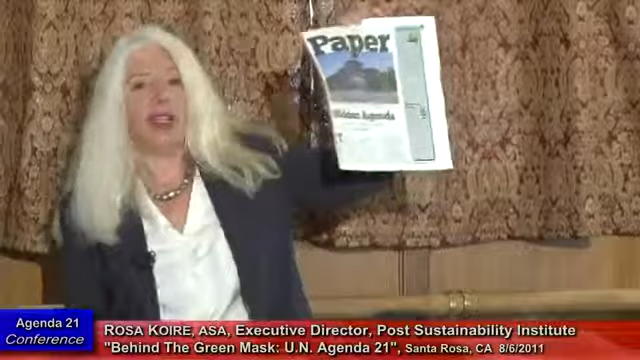 Paper
Hidden Agenda
Agenda 21
Conference
ROSA KOIRE, ASA, Executive Director, Post Sustainability Institute
"Behind The Green Mask: U.N. Agenda 21", Santa Rosa, CA 8/6/2011